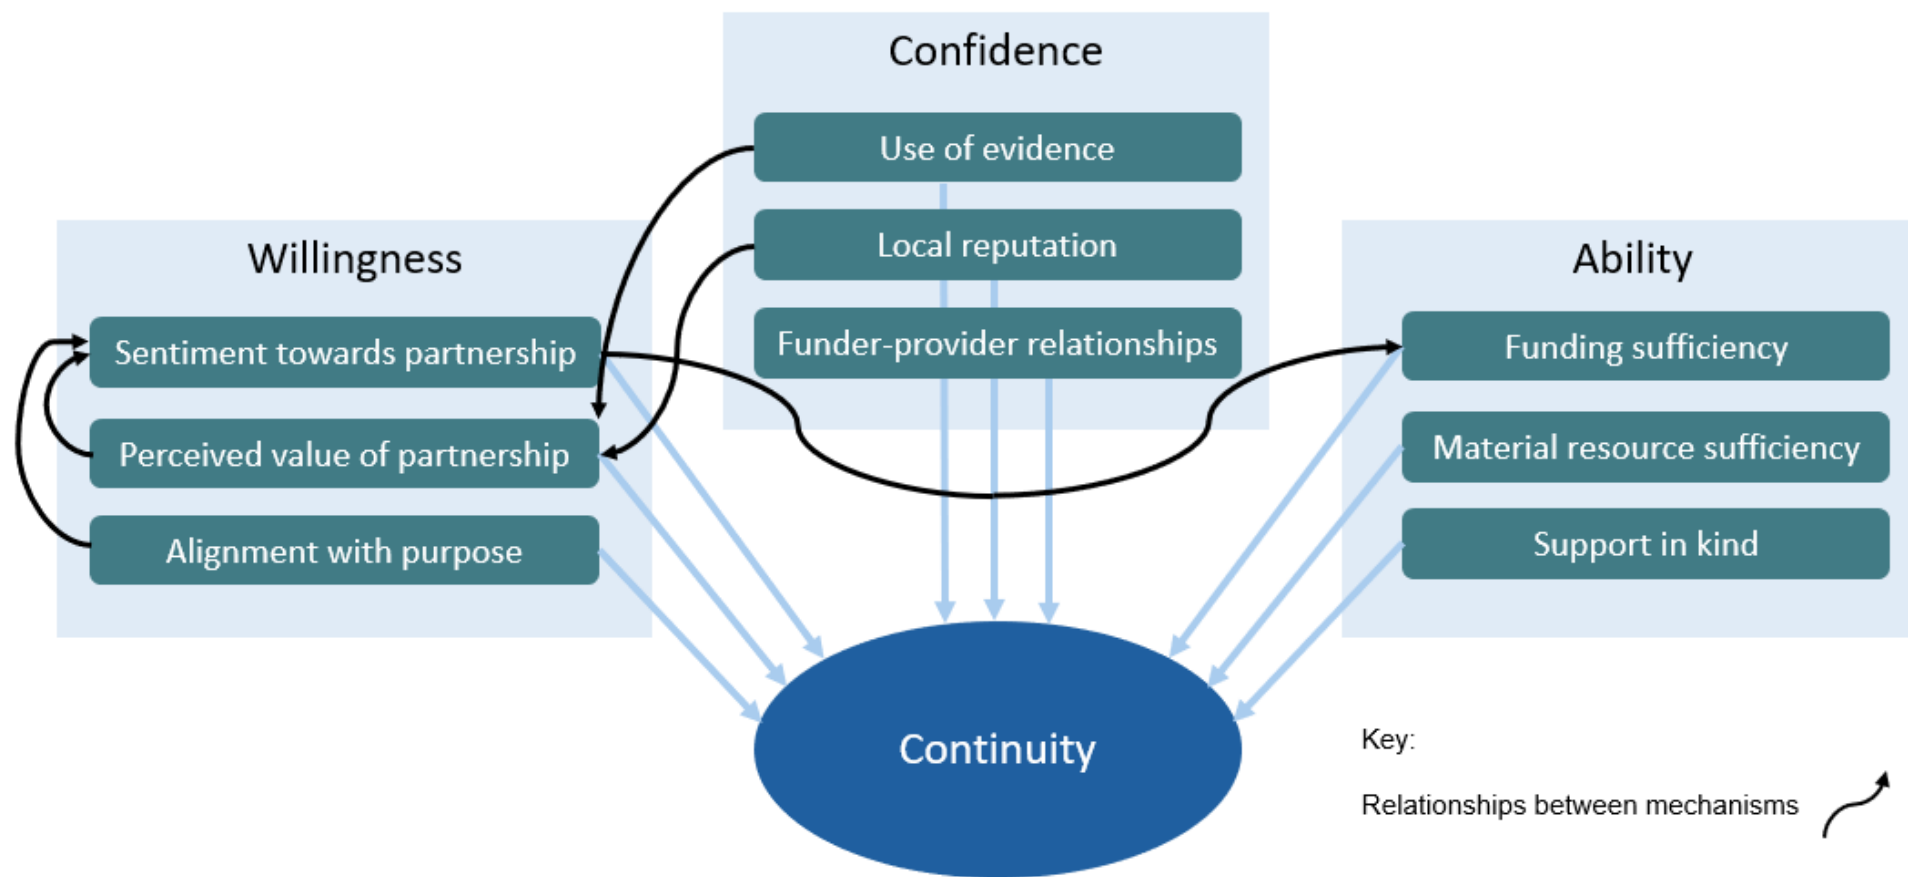 Confidence
Use of evidence
Local reputation
Funder-provider relationships
Willingness
Sentiment towards partnership
Perceived value of partnership
Alignment with purpose
Ability
Funding sufficiency
Material resource sufficiency
Support in kind
Continuity
Key:
Relationships between mechanisms